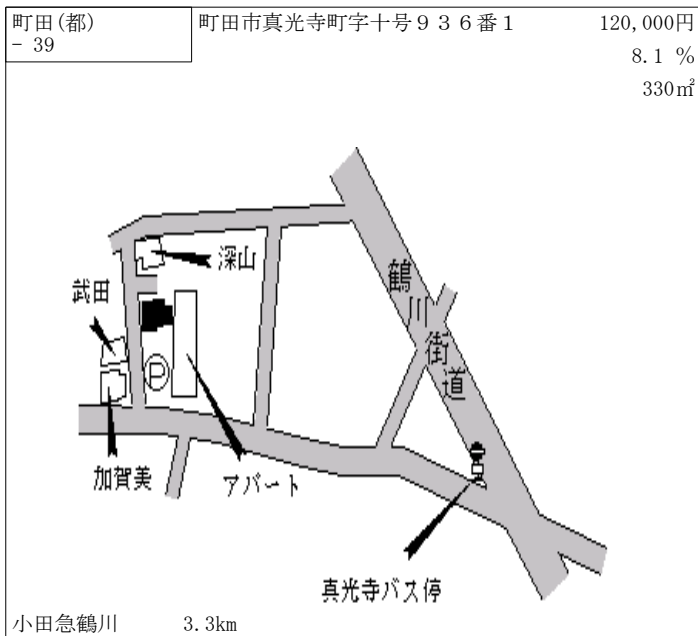 町田(都)
- 39
町田市真光寺町字十号９３６番１
120,000円
8.1 %
330㎡
深山
武田
鶴川街道
Ⓟ
加賀美
アパート
真光寺バス停
小田急鶴川 3.3km